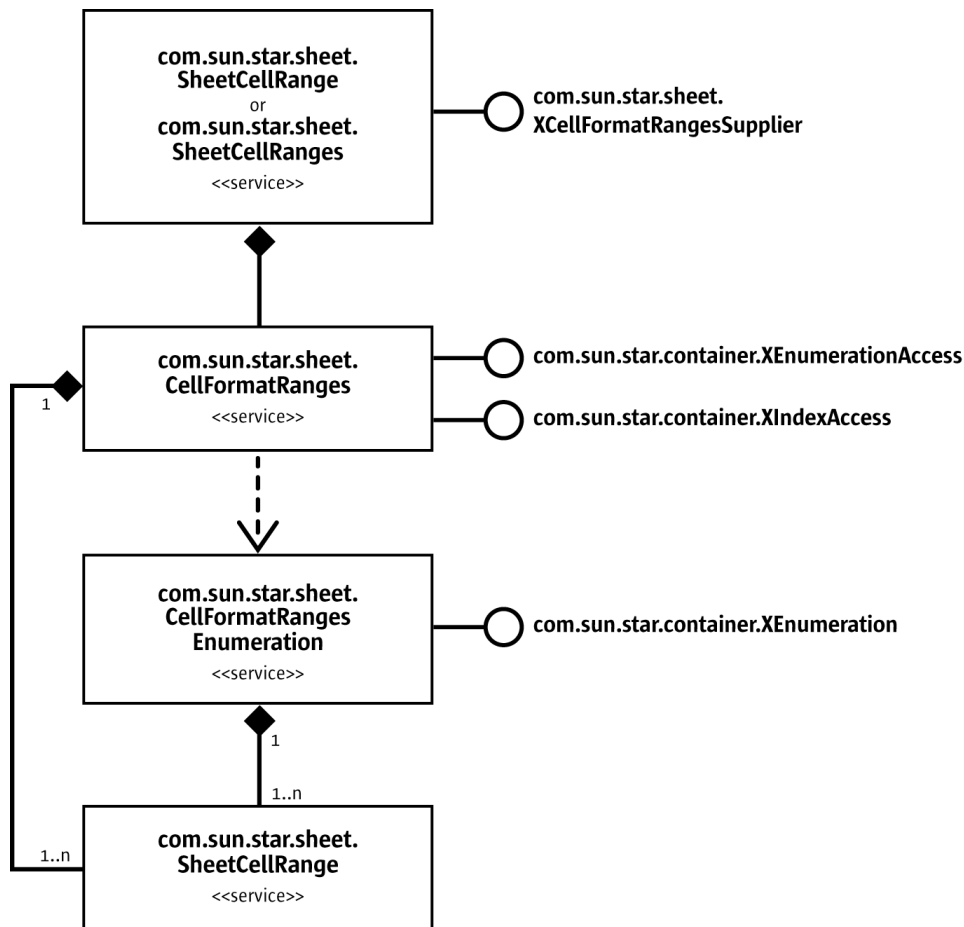 com.sun.star.sheet.
SheetCellRange
or
com.sun.star.sheet.
SheetCellRanges
<<service>>
com.sun.star.sheet.
XCellFormatRangesSupplier
com.sun.star.sheet.
CellFormatRanges
<<service>>
com.sun.star.container.XEnumerationAccess
com.sun.star.container.XIndexAccess
1
com.sun.star.sheet.
CellFormatRanges
Enumeration
<<service>>
com.sun.star.container.XEnumeration
1
1..n
1..n
com.sun.star.sheet.
SheetCellRange
<<service>>